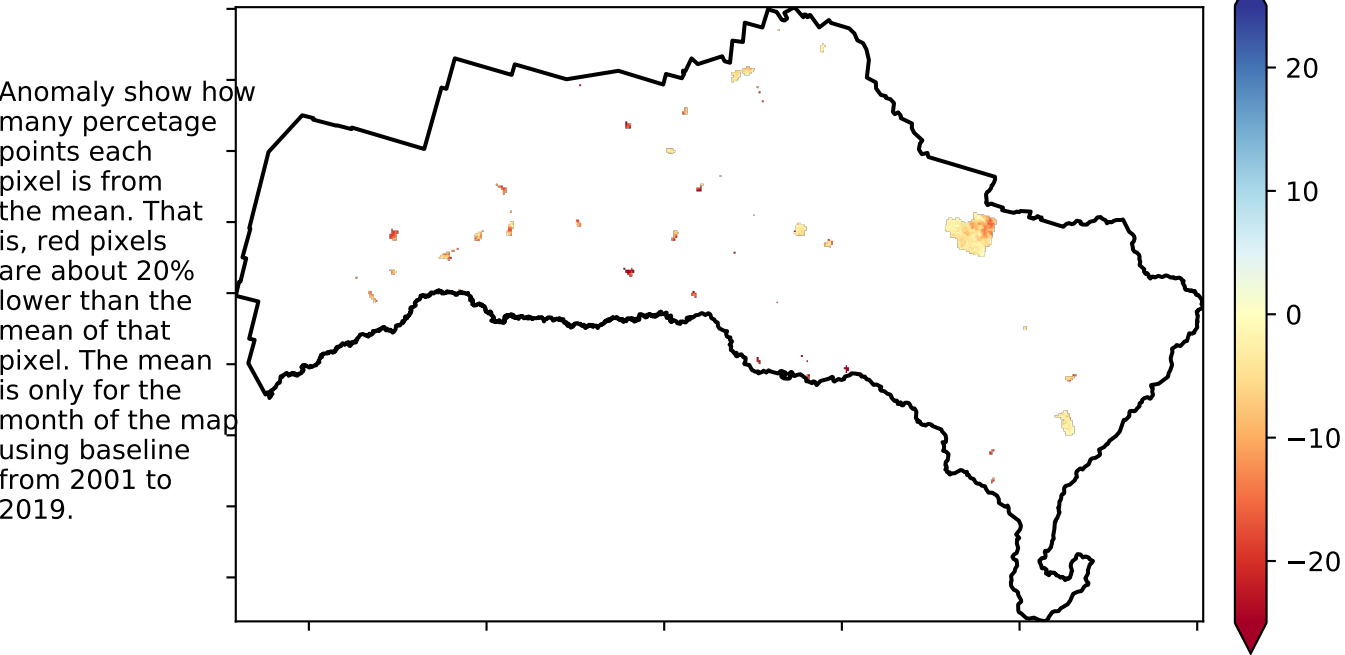 Anomaly show how
many percetage
points each
pixel is from
the mean. That
is, red pixels
are about 20%
lower than the
mean of that
pixel. The mean
is only for the
month of the map
using baseline
from 2001 to
2019.
20
10
0
−10
−20